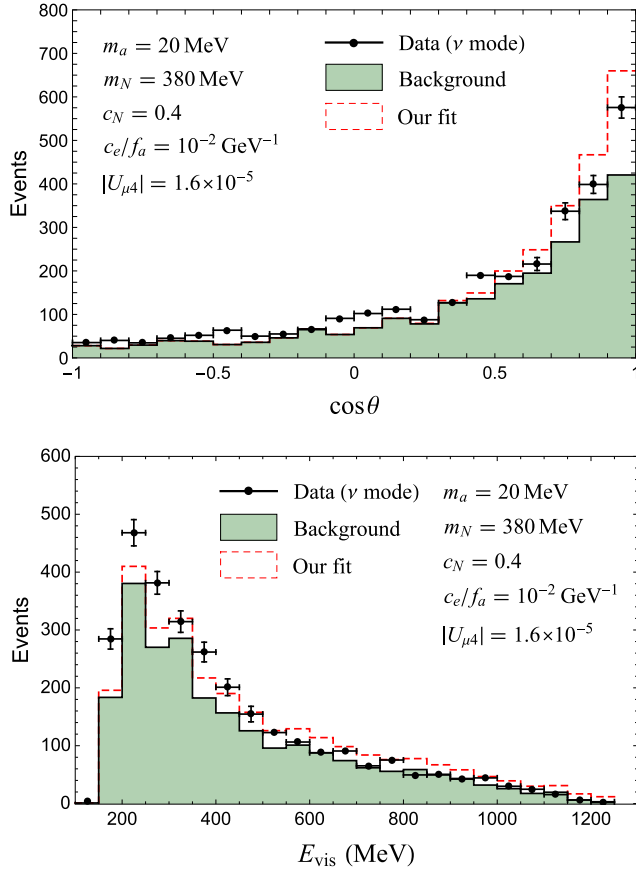 800
700
600
500
400
300
200
100
0
Events
m_a = 20 MeV
m_N = 380 MeV
c_N = 0.4
c_e/f_a = 10⁻² GeV⁻¹
|U_μ4| = 1.6×10⁻⁵
Data (ν mode)
Background
Our fit
−1 −0.5 0 0.5 1
cosθ
600
500
400
300
200
100
0
Events
Data (ν mode)
Background
Our fit
m_a = 20 MeV
m_N = 380 MeV
c_N = 0.4
c_e/f_a = 10⁻² GeV⁻¹
|U_μ4| = 1.6×10⁻⁵
200 400 600 800 1000 1200
E_vis (MeV)